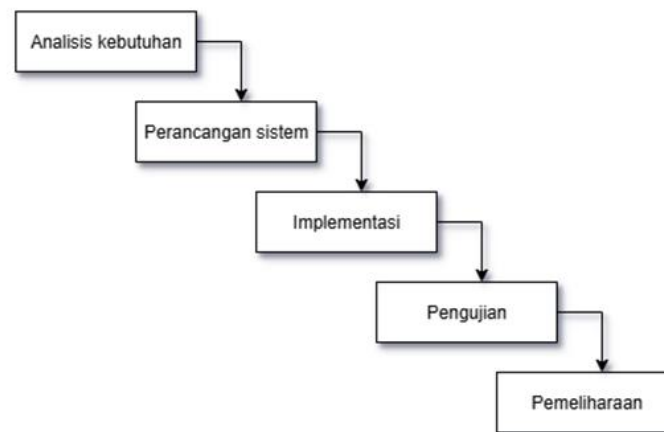 Analisis kebutuhan
Perancangan sistem
Implementasi
Pengujian
Pemeliharaan